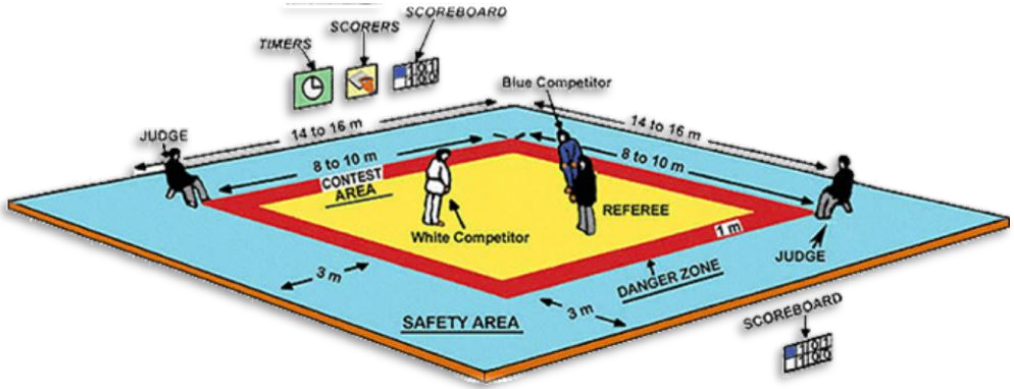 SCOREBOARD
SCORERS
TIMERS
Blue Competitor
14 to 16 m
14 to 16 m
JUDGE
8 to 10 m
8 to 10 m
CONTEST
AREA
REFEREE
White Competitor
1 m
JUDGE
3 m
DANGER ZONE
3 m
SAFETY AREA
SCOREBOARD